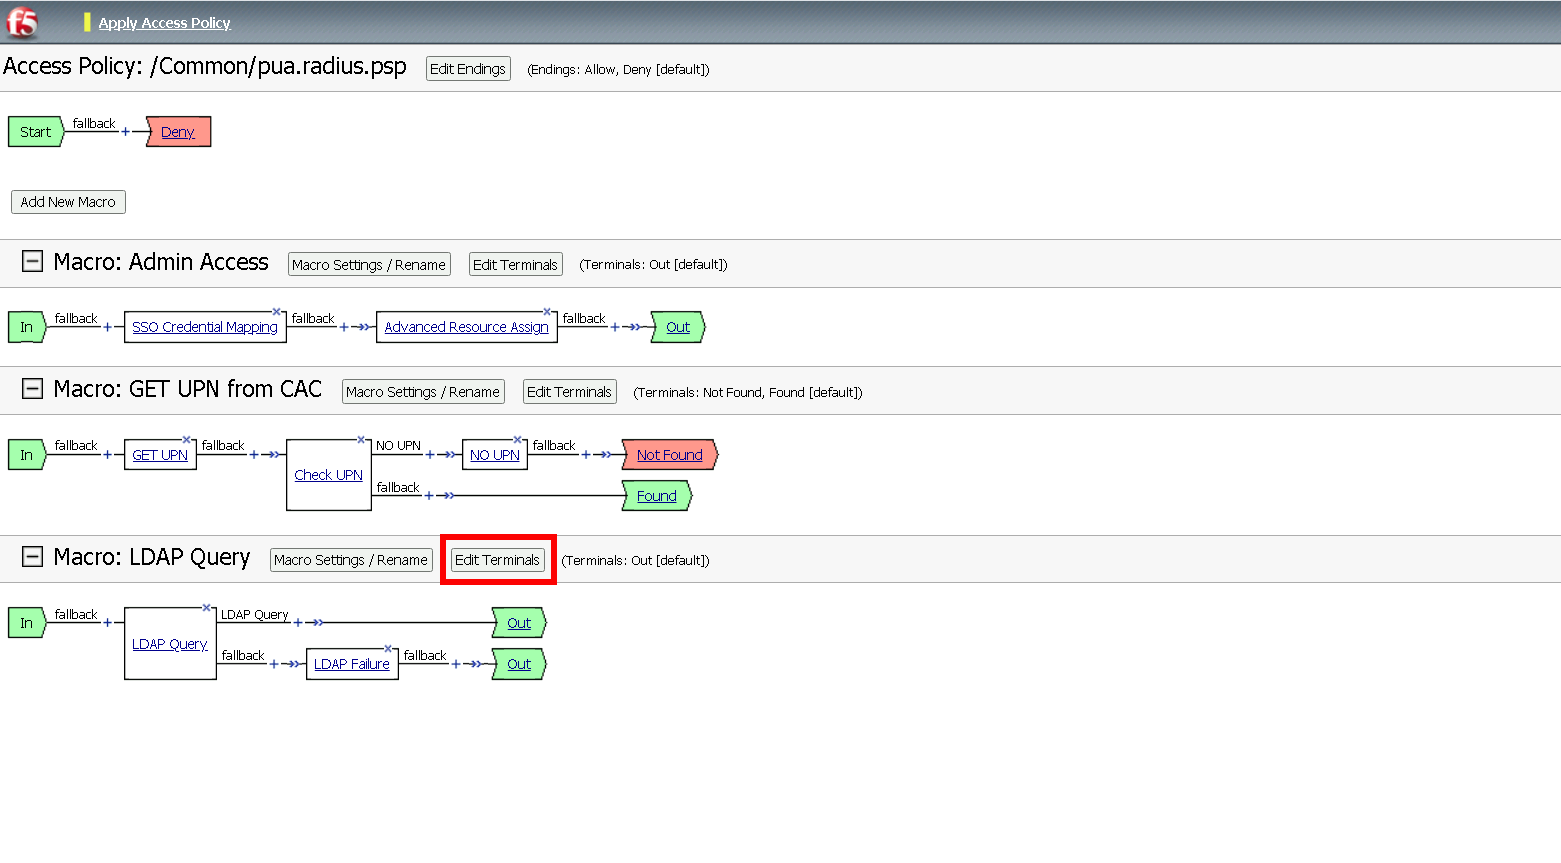 f5 Apply Access Policy
Access Policy: /Common/pua.radius.psp Edit Endings (Endings: Allow, Deny [default])
Start fallback + Deny
Add New Macro
Macro: Admin Access Macro Settings / Rename Edit Terminals (Terminals: Out [default])
In fallback + SSO Credential Mapping fallback + Advanced Resource Assign fallback + Out
Macro: GET UPN from CAC Macro Settings / Rename Edit Terminals (Terminals: Not Found, Found [default])
In fallback + GET UPN fallback + Check UPN NO UPN + NO UPN fallback + Not Found
fallback + Found
Macro: LDAP Query Macro Settings / Rename Edit Terminals (Terminals: Out [default])
In fallback + LDAP Query LDAP Query + Out
fallback + LDAP Failure fallback + Out